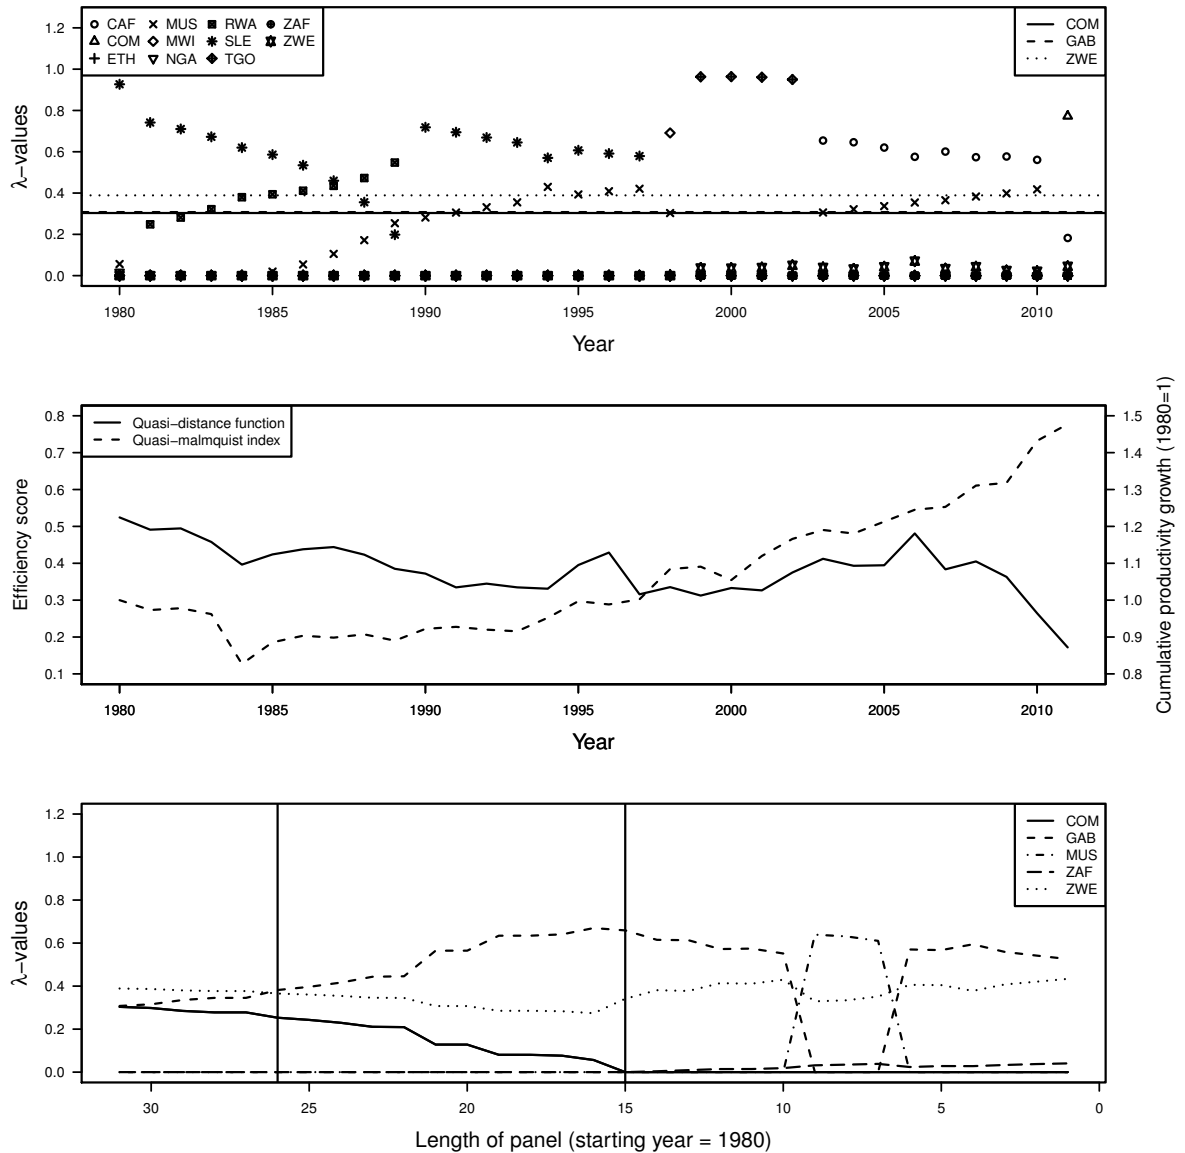 CAF MUS RWA ZAF
COM MWI SLE ZWE
ETH NGA TGO
COM
GAB
ZWE
λ−values
1.2
1.0
0.8
0.6
0.4
0.2
0.0
1980 1985 1990 1995 2000 2005 2010
Year
Quasi−distance function
Quasi−malmquist index
Efficiency score
0.8
0.7
0.6
0.5
0.4
0.3
0.2
0.1
1.5
1.4
1.3
1.2
1.1
1.0
0.9
0.8
Cumulative productivity growth (1980=1)
1980 1985 1990 1995 2000 2005 2010
Year
COM
GAB
MUS
ZAF
ZWE
λ−values
1.2
1.0
0.8
0.6
0.4
0.2
0.0
30 25 20 15 10 5 0
Length of panel (starting year = 1980)